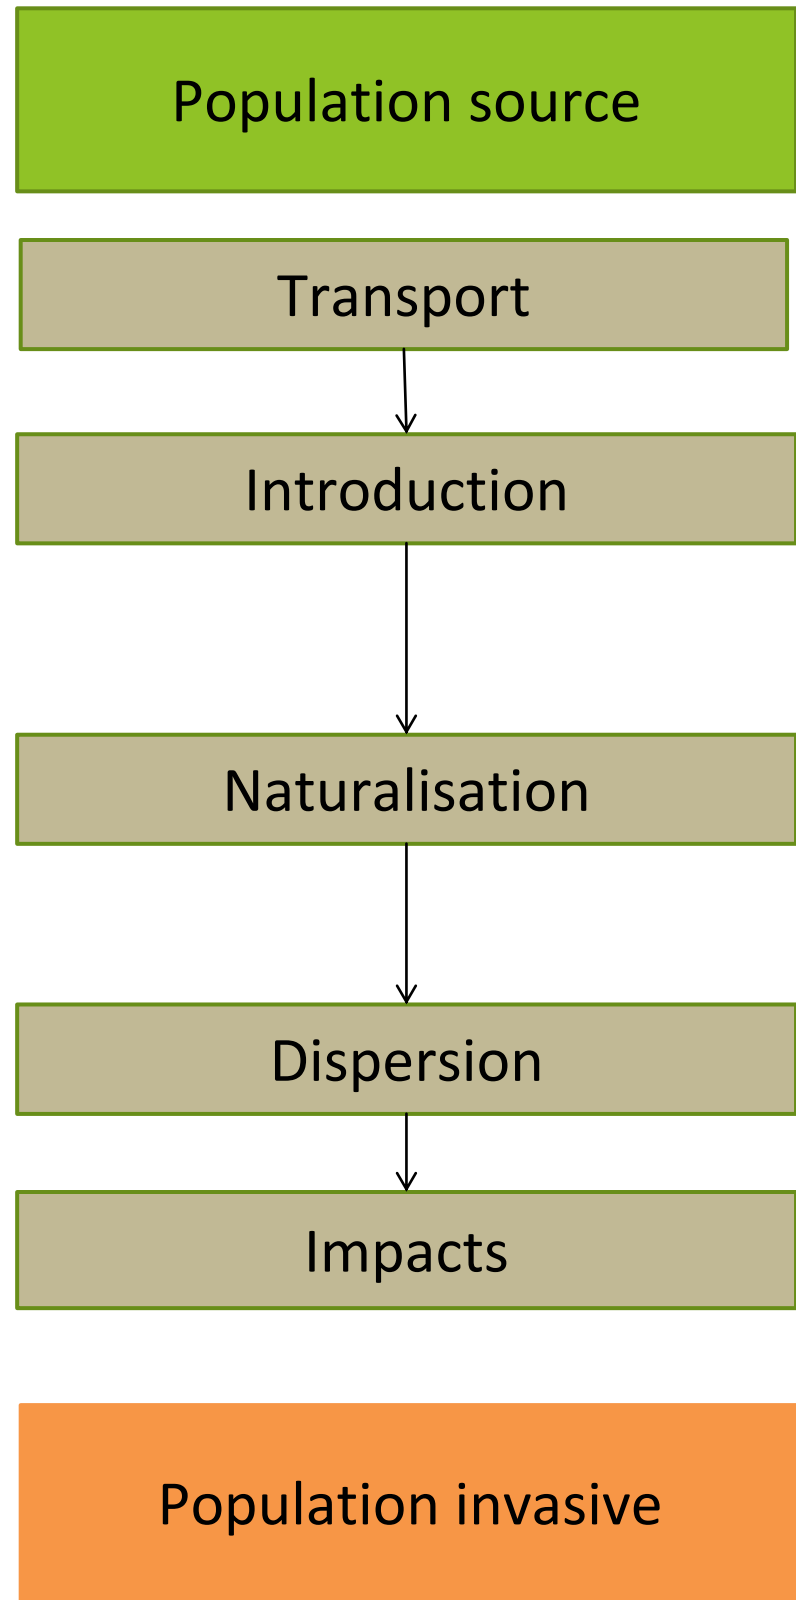 Population source
Transport
Introduction
Naturalisation
Dispersion
Impacts
Population invasive